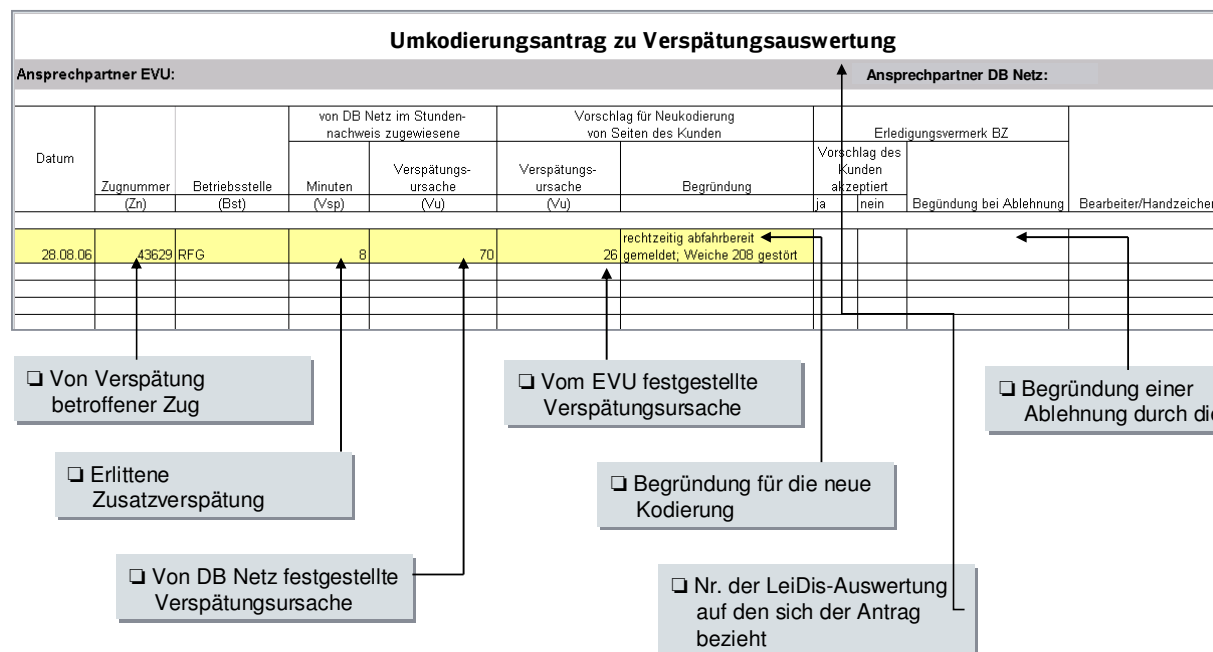 Umkodierungsantrag zu Verspätungsauswertung
Ansprechpartner EVU: Ansprechpartner DB Netz:
von DB Netz im Stunden-
nachweis zugewiesene
Vorschlag für Neukodierung
von Seiten des Kunden
Erledigungsvermerk BZ
Datum
Zugnummer
(Zn)
Betriebsstelle
(Bst)
Minuten
(Vsp)
Verspätungs-
ursache
(Vu)
Verspätungs-
ursache
(Vu)
Begründung
Vorschlag des
Kunden
akzeptiert
ja nein
Begündung bei Ablehnung
Bearbeiter/Handzeichen
28.08.06 43629 RFG 8 70 26 rechtzeitig abfahrbereit
gemeldet; Weiche 208 gestört
❏ Von Verspätung
betroffener Zug
❏ Vom EVU festgestellte
Verspätungsursache
❏ Begründung einer
Ablehnung durch die
❏ Erlittene
Zusatzverspätung
❏ Begründung für die neue
Kodierung
❏ Von DB Netz festgestellte
Verspätungsursache
❏ Nr. der LeiDis-Auswertung
auf den sich der Antrag
bezieht